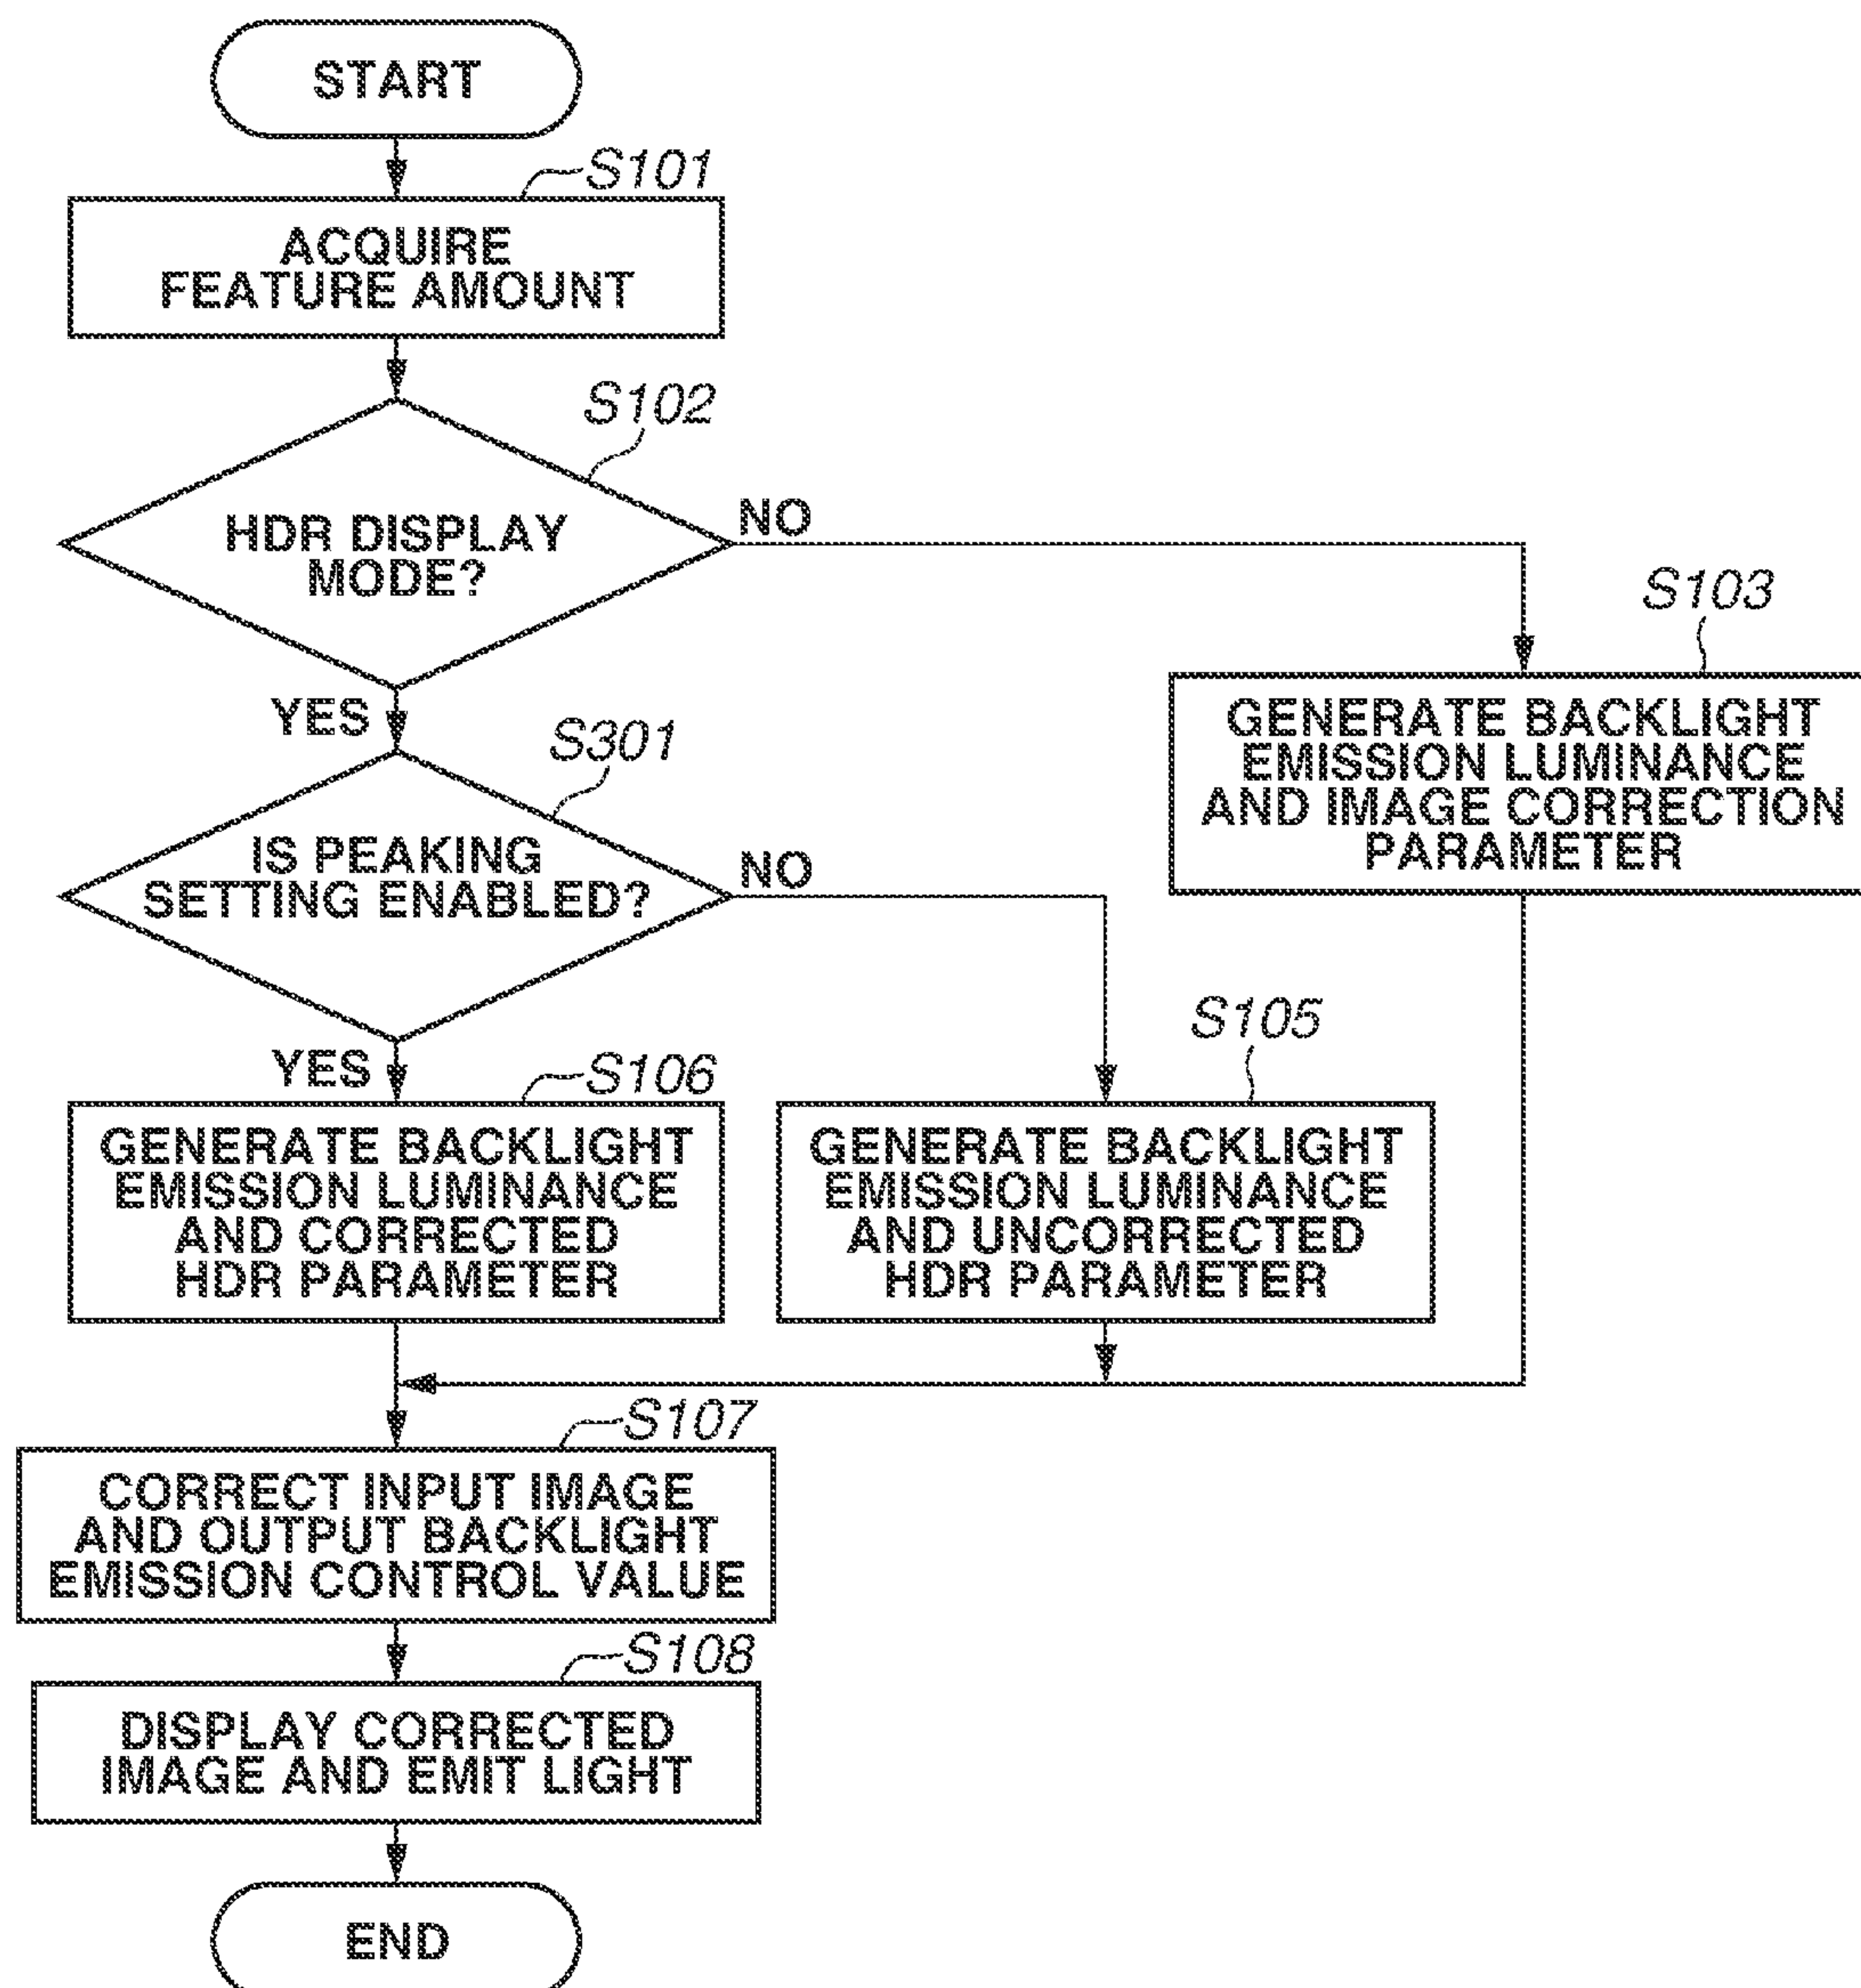 START
S101
ACQUIRE
FEATURE AMOUNT
S102
HDR DISPLAY
MODE?
NO
S103
GENERATE BACKLIGHT
EMISSION LUMINANCE
AND IMAGE CORRECTION
PARAMETER
YES
S301
IS PEAKING
SETTING ENABLED?
NO
S105
YES
S106
GENERATE BACKLIGHT
EMISSION LUMINANCE
AND CORRECTED
HDR PARAMETER
GENERATE BACKLIGHT
EMISSION LUMINANCE
AND UNCORRECTED
HDR PARAMETER
S107
CORRECT INPUT IMAGE
AND OUTPUT BACKLIGHT
EMISSION CONTROL VALUE
S108
DISPLAY CORRECTED
IMAGE AND EMIT LIGHT
END